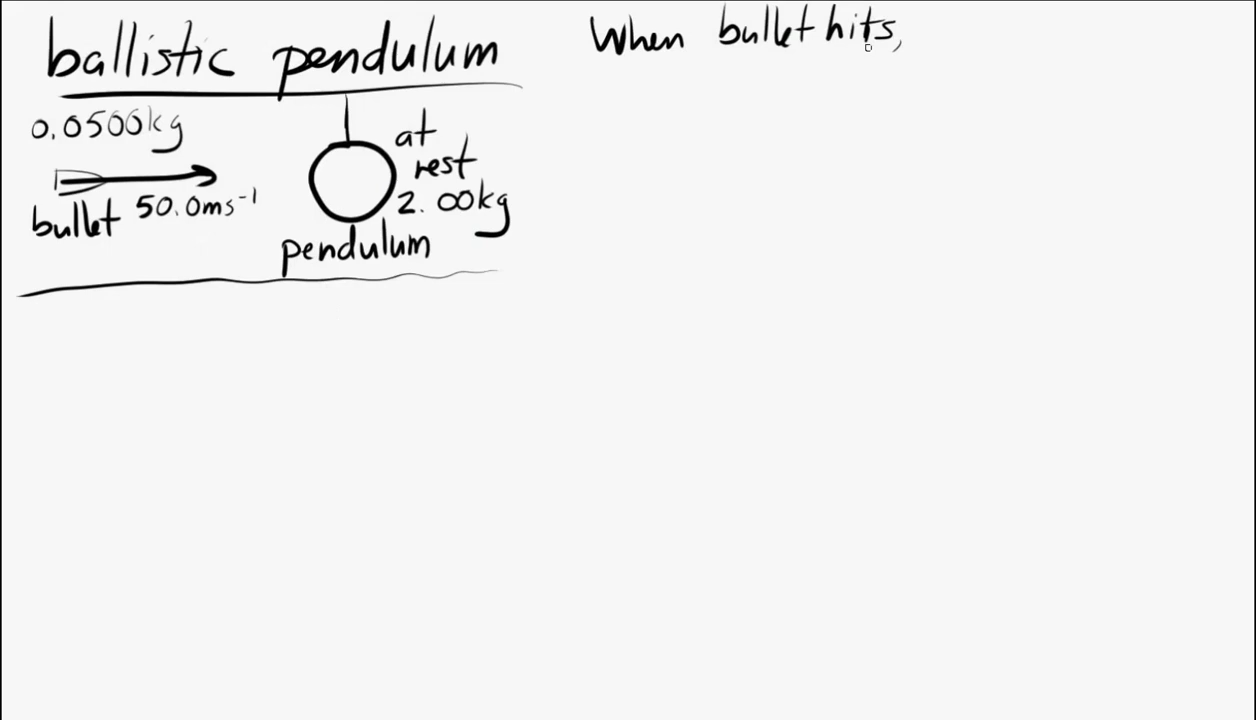 ballistic pendulum
0.0500kg
bullet 50.0ms⁻¹
at
rest
2.00kg
pendulum
When bullet hits,